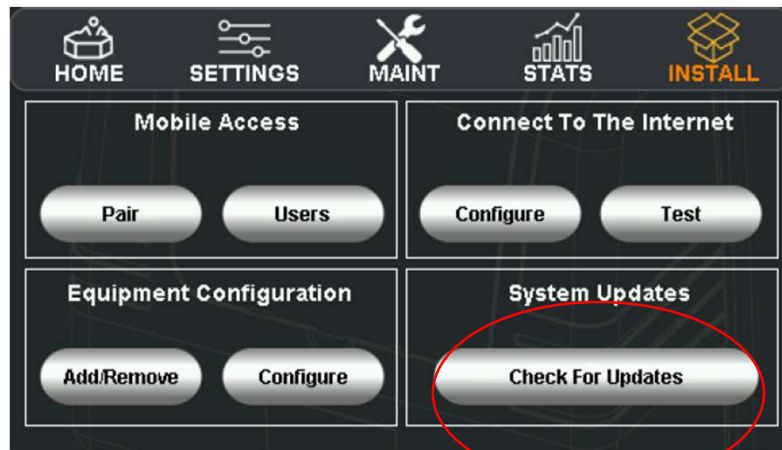 HOME SETTINGS MAINT STATS INSTALL
Mobile Access
Pair Users
Connect To The Internet
Configure Test
Equipment Configuration
Add/Remove Configure
System Updates
Check For Updates